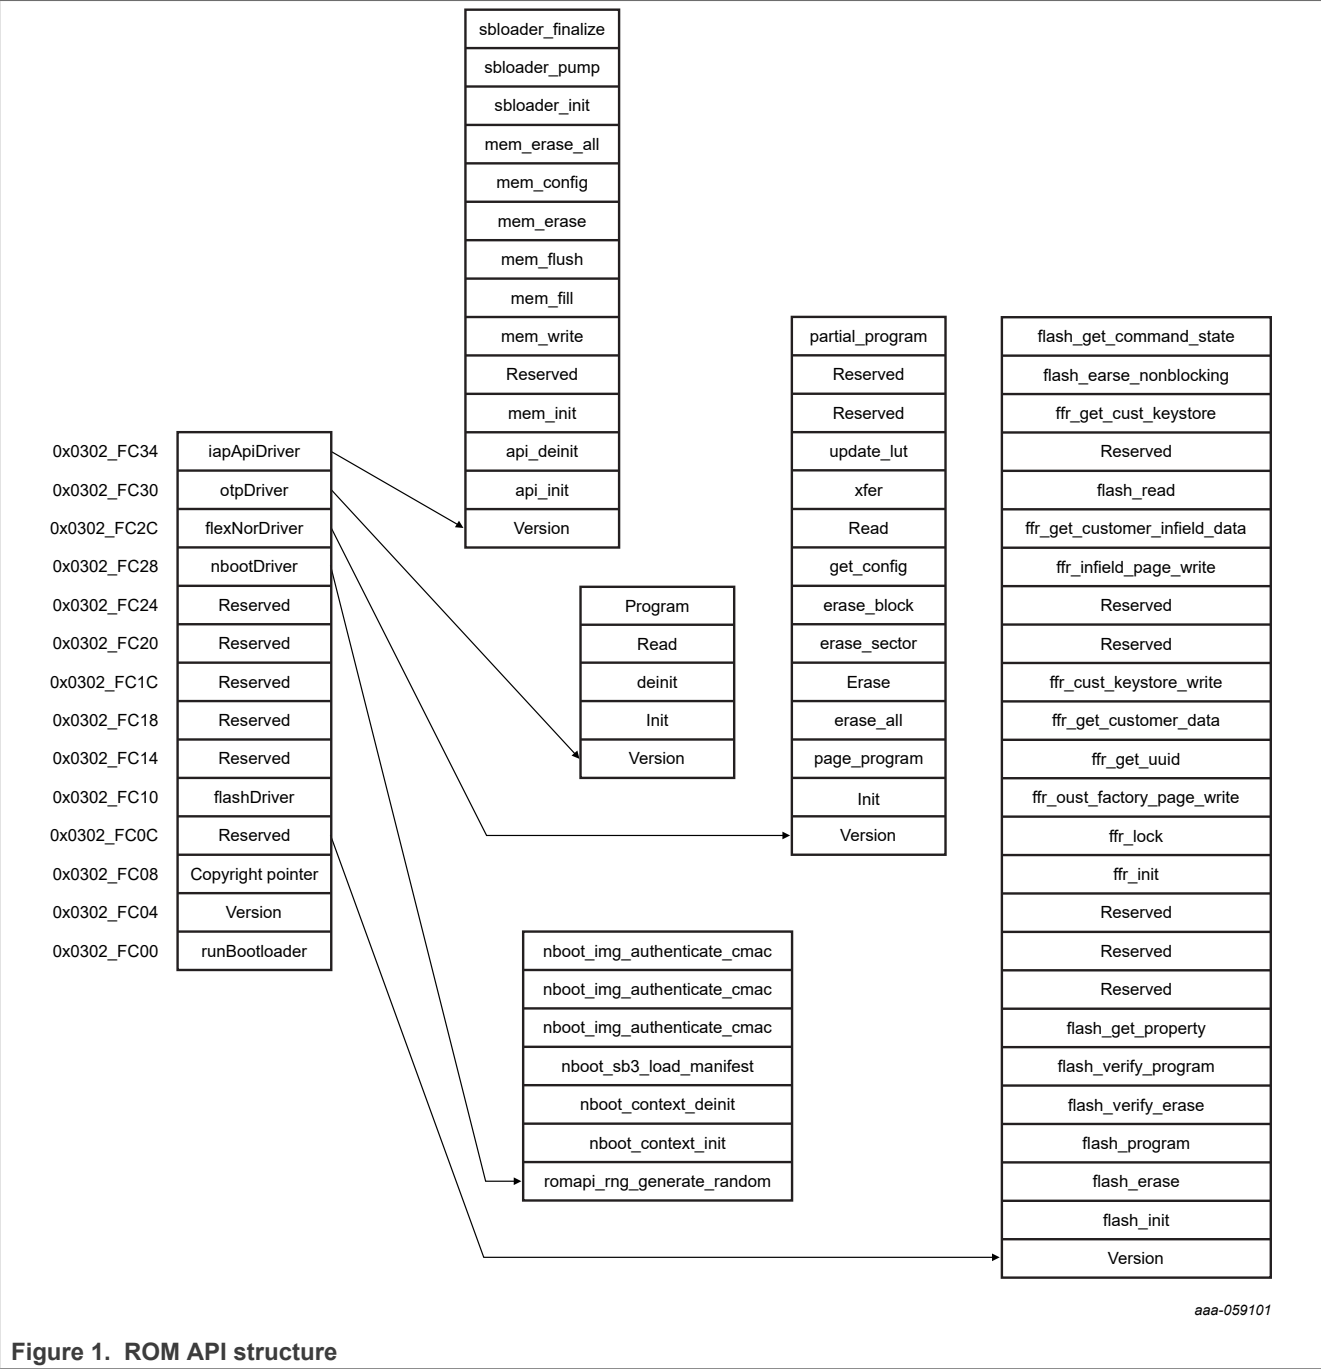 sbloader_finalize
sbloader_pump
sbloader_init
mem_erase_all
mem_config
mem_erase
mem_flush
mem_fill
mem_write
Reserved
mem_init
api_deinit
api_init
Version
0x0302_FC34 iapApiDriver
0x0302_FC30 otpDriver
0x0302_FC2C flexNorDriver
0x0302_FC28 nbootDriver
0x0302_FC24 Reserved
0x0302_FC20 Reserved
0x0302_FC1C Reserved
0x0302_FC18 Reserved
0x0302_FC14 Reserved
0x0302_FC10 flashDriver
0x0302_FC0C Reserved
0x0302_FC08 Copyright pointer
0x0302_FC04 Version
0x0302_FC00 runBootloader
Program
Read
deinit
Init
Version
partial_program
Reserved
Reserved
update_lut
xfer
Read
get_config
erase_block
erase_sector
Erase
erase_all
page_program
Init
Version
nboot_img_authenticate_cmac
nboot_img_authenticate_cmac
nboot_img_authenticate_cmac
nboot_sb3_load_manifest
nboot_context_deinit
nboot_context_init
romapi_rng_generate_random
flash_get_command_state
flash_earse_nonblocking
ffr_get_cust_keystore
Reserved
flash_read
ffr_get_customer_infield_data
ffr_infield_page_write
Reserved
Reserved
ffr_cust_keystore_write
ffr_get_customer_data
ffr_get_uuid
ffr_oust_factory_page_write
ffr_lock
ffr_init
Reserved
Reserved
Reserved
flash_get_property
flash_verify_program
flash_verify_erase
flash_program
flash_erase
flash_init
Version
aaa-059101
Figure 1. ROM API structure